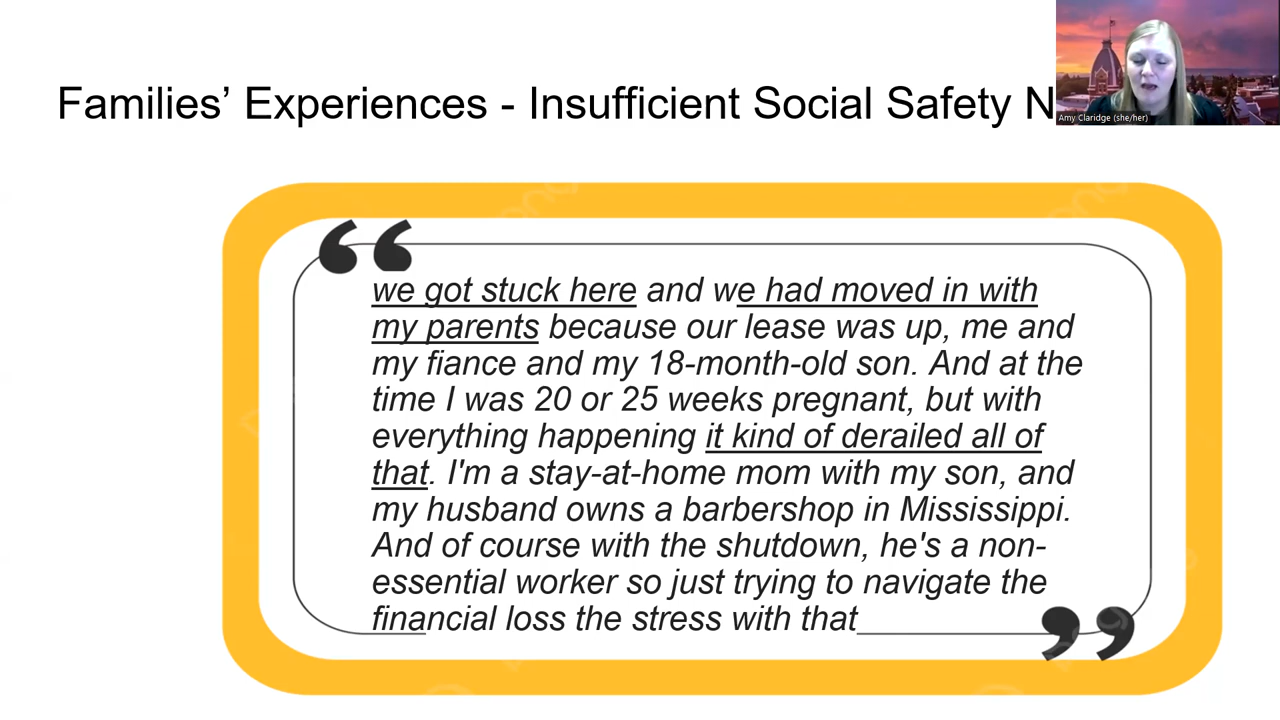 Families’ Experiences - Insufficient Social Safety N
Amy Claridge (she/her)
“
we got stuck here and we had moved in with
my parents because our lease was up, me and
my fiance and my 18-month-old son. And at the
time I was 20 or 25 weeks pregnant, but with
everything happening it kind of derailed all of
that. I'm a stay-at-home mom with my son, and
my husband owns a barbershop in Mississippi.
And of course with the shutdown, he's a non-
essential worker so just trying to navigate the
financial loss the stress with that
”